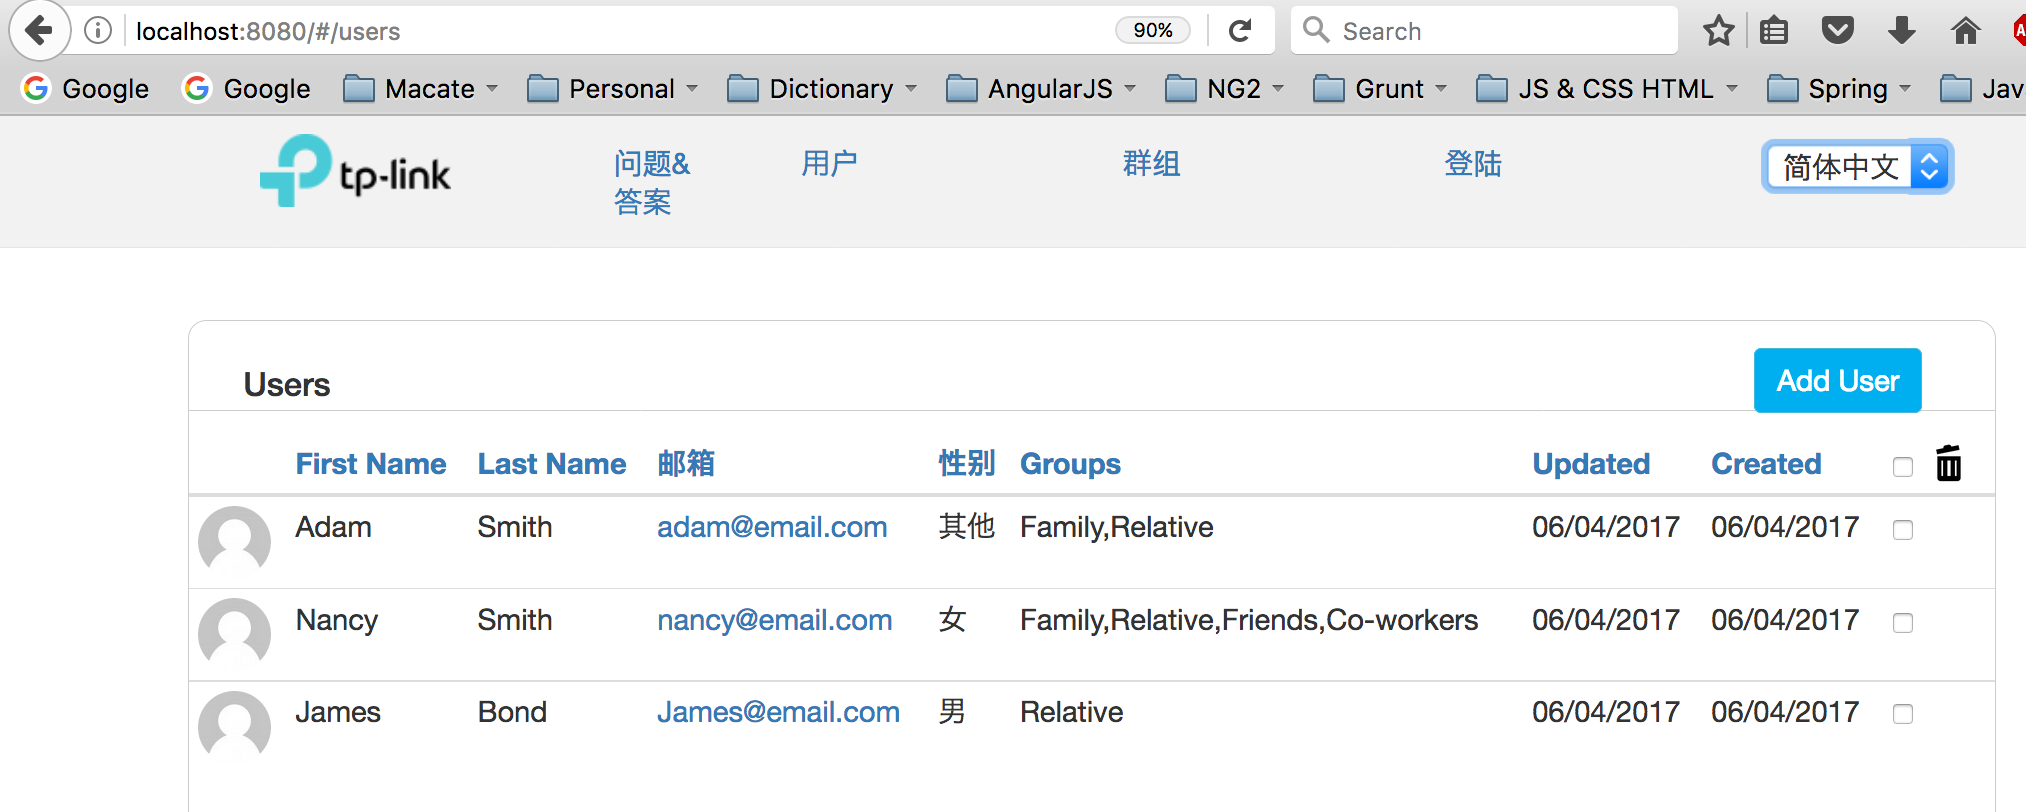 localhost:8080/#/users 90% Search
Google Google Macate Personal Dictionary AngularJS NG2 Grunt JS & CSS HTML Spring Jav
tp-link 问题& 用户 群组 登陆 简体中文
答案
Users Add User
First Name Last Name 邮箱 性别 Groups Updated Created
Adam Smith adam@email.com 其他 Family,Relative 06/04/2017 06/04/2017
Nancy Smith nancy@email.com 女 Family,Relative,Friends,Co-workers 06/04/2017 06/04/2017
James Bond James@email.com 男 Relative 06/04/2017 06/04/2017